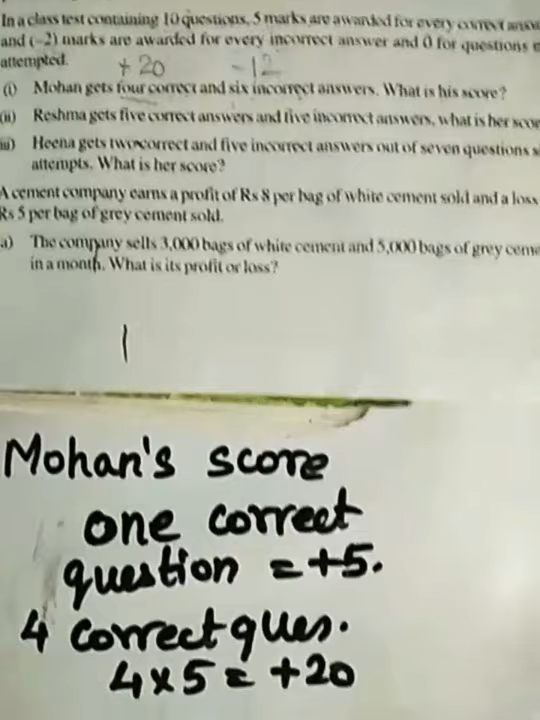 In a class test containing 10 questions, 5 marks are awarded for every correct
and (-2) marks are awarded for every incorrect answer and 0 for questions
attempted.
+20 -12
(i) Mohan gets four correct and six incorrect answers. What is his score?
(ii) Reshma gets five correct answers and five incorrect answers, what is her
iii) Heena gets two correct and five incorrect answers out of seven questions
attempts. What is her score?
A cement company earns a profit of Rs 8 per bag of white cement sold and a loss
Rs 5 per bag of grey cement sold.
a) The company sells 3,000 bags of white cement and 5,000 bags of grey
in a month. What is its profit or loss?
Mohan's score
one correct
question = +5.
4 correct ques.
4 x 5 = +20